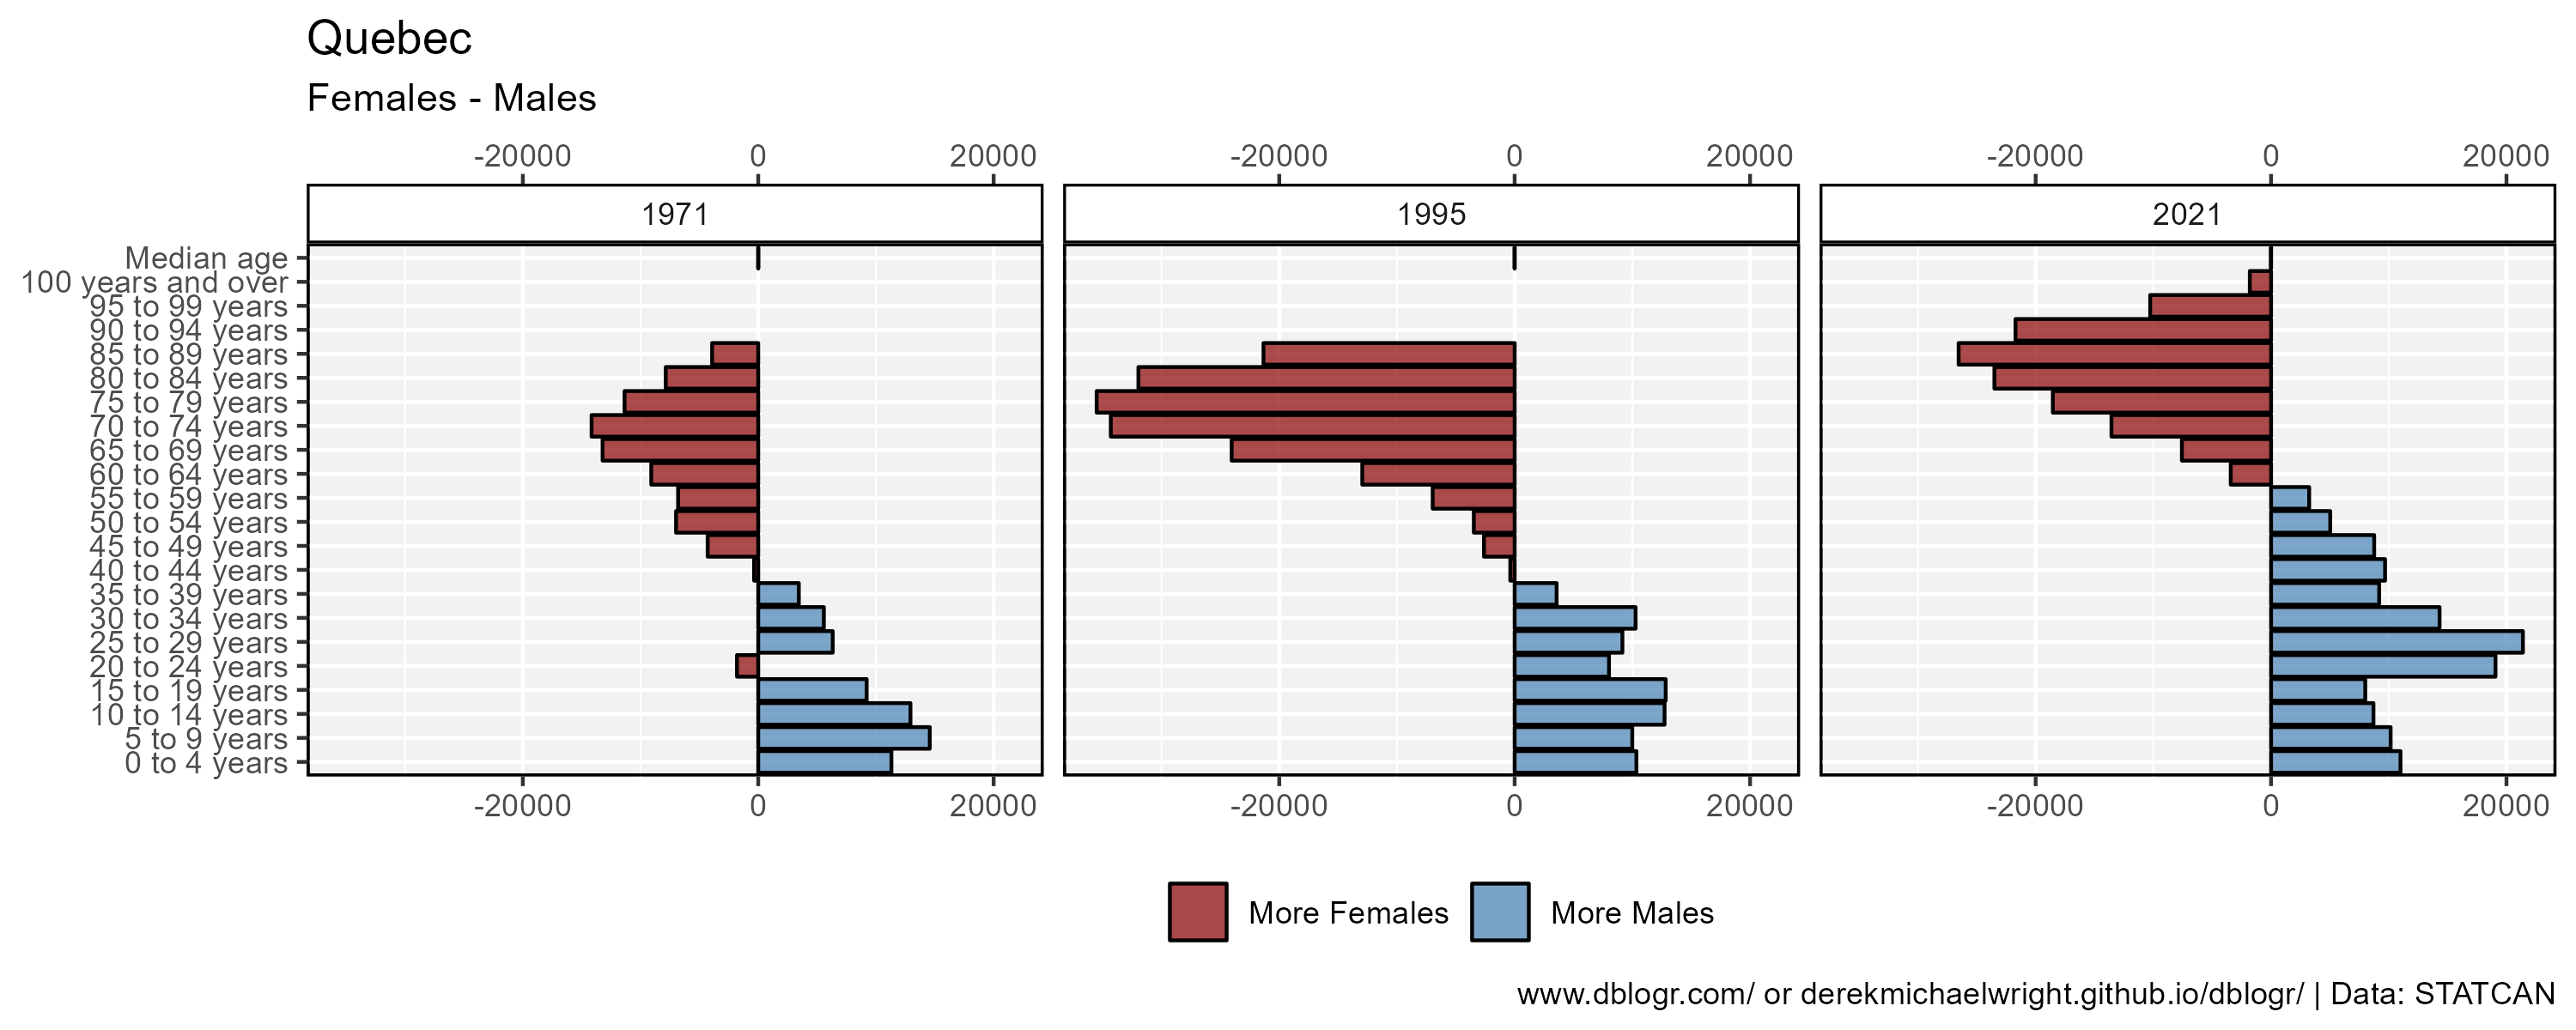 Quebec
Females - Males
-20000 0 20000 -20000 0 20000 -20000 0 20000
1971 1995 2021
Median age
100 years and over
95 to 99 years
90 to 94 years
85 to 89 years
80 to 84 years
75 to 79 years
70 to 74 years
65 to 69 years
60 to 64 years
55 to 59 years
50 to 54 years
45 to 49 years
40 to 44 years
35 to 39 years
30 to 34 years
25 to 29 years
20 to 24 years
15 to 19 years
10 to 14 years
5 to 9 years
0 to 4 years
-20000 0 20000 -20000 0 20000 -20000 0 20000
More Females More Males
www.dblogr.com/ or derekmichaelwright.github.io/dblogr/ | Data: STATCAN